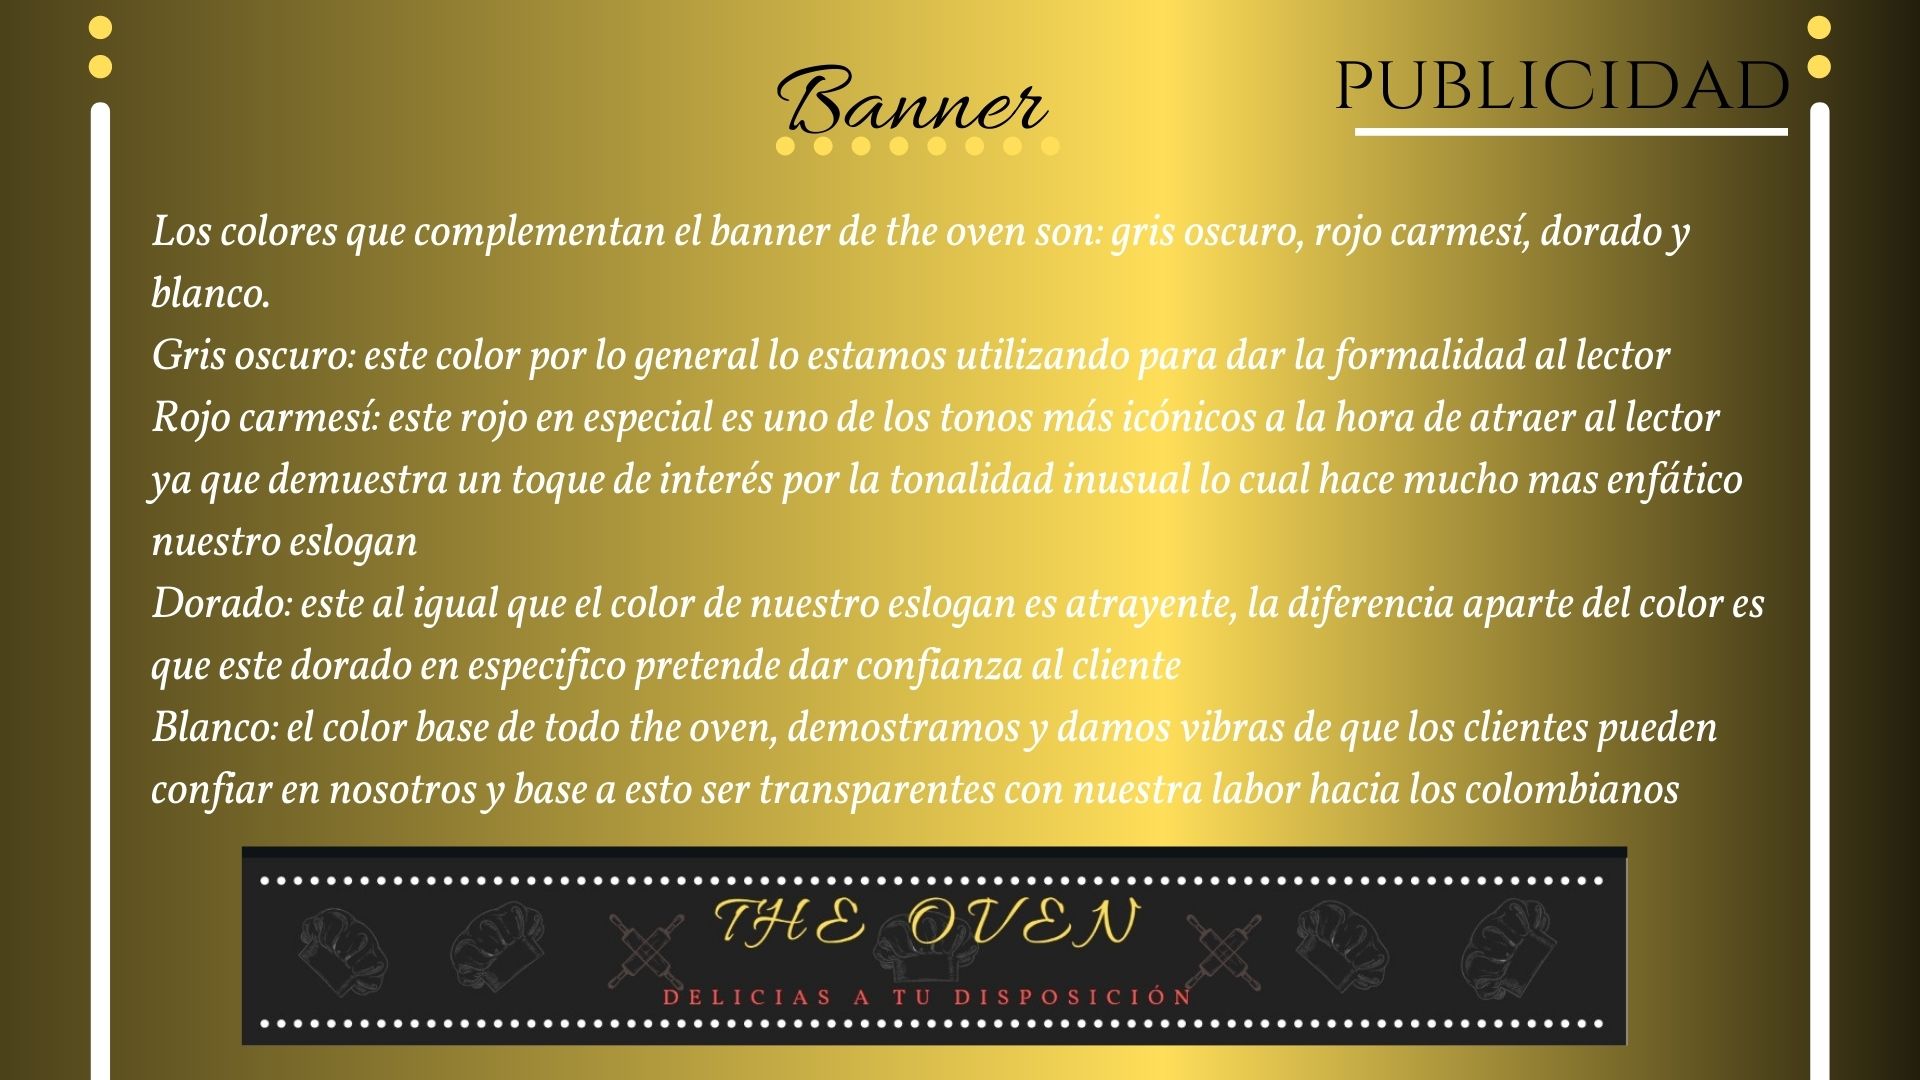 Banner
PUBLICIDAD
Los colores que complementan el banner de the oven son: gris oscuro, rojo carmesí, dorado y
blanco.
Gris oscuro: este color por lo general lo estamos utilizando para dar la formalidad al lector
Rojo carmesí: este rojo en especial es uno de los tonos más icónicos a la hora de atraer al lector
ya que demuestra un toque de interés por la tonalidad inusual lo cual hace mucho mas enfático
nuestro eslogan
Dorado: este al igual que el color de nuestro eslogan es atrayente, la diferencia aparte del color es
que este dorado en especifico pretende dar confianza al cliente
Blanco: el color base de todo the oven, demostramos y damos vibras de que los clientes pueden
confiar en nosotros y base a esto ser transparentes con nuestra labor hacia los colombianos
THE OVEN
DELICIAS A TU DISPOSICIÓN